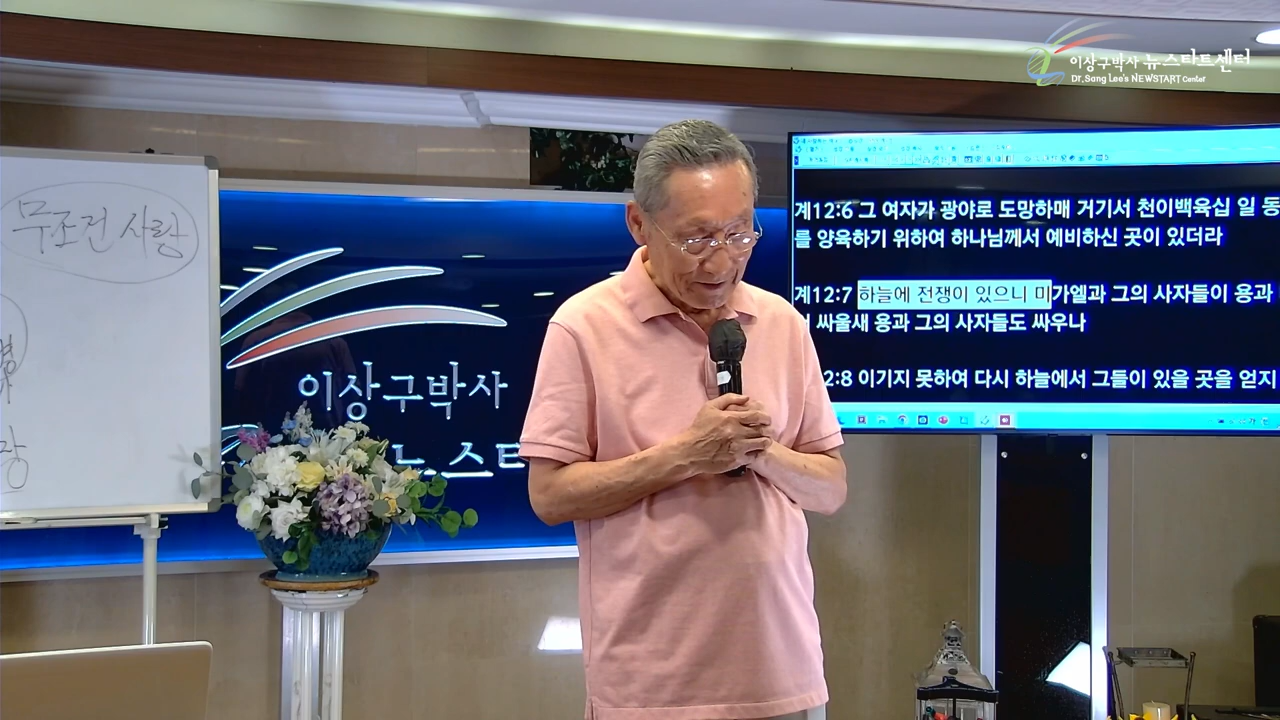 이상구박사 뉴스타트센터
Dr. Sang Lee's NEWSTART Center
무조건 사랑
이상구박사
뉴스타
계12:6 그 여자가 광야로 도망하매 거기서 천이백육십 일 동
를 양육하기 위하여 하나님께서 예비하신 곳이 있더라
계12:7 하늘에 전쟁이 있으니 미가엘과 그의 사자들이 용과
싸울새 용과 그의 사자들도 싸우나
12:8 이기지 못하여 다시 하늘에서 그들이 있을 곳을 얻지